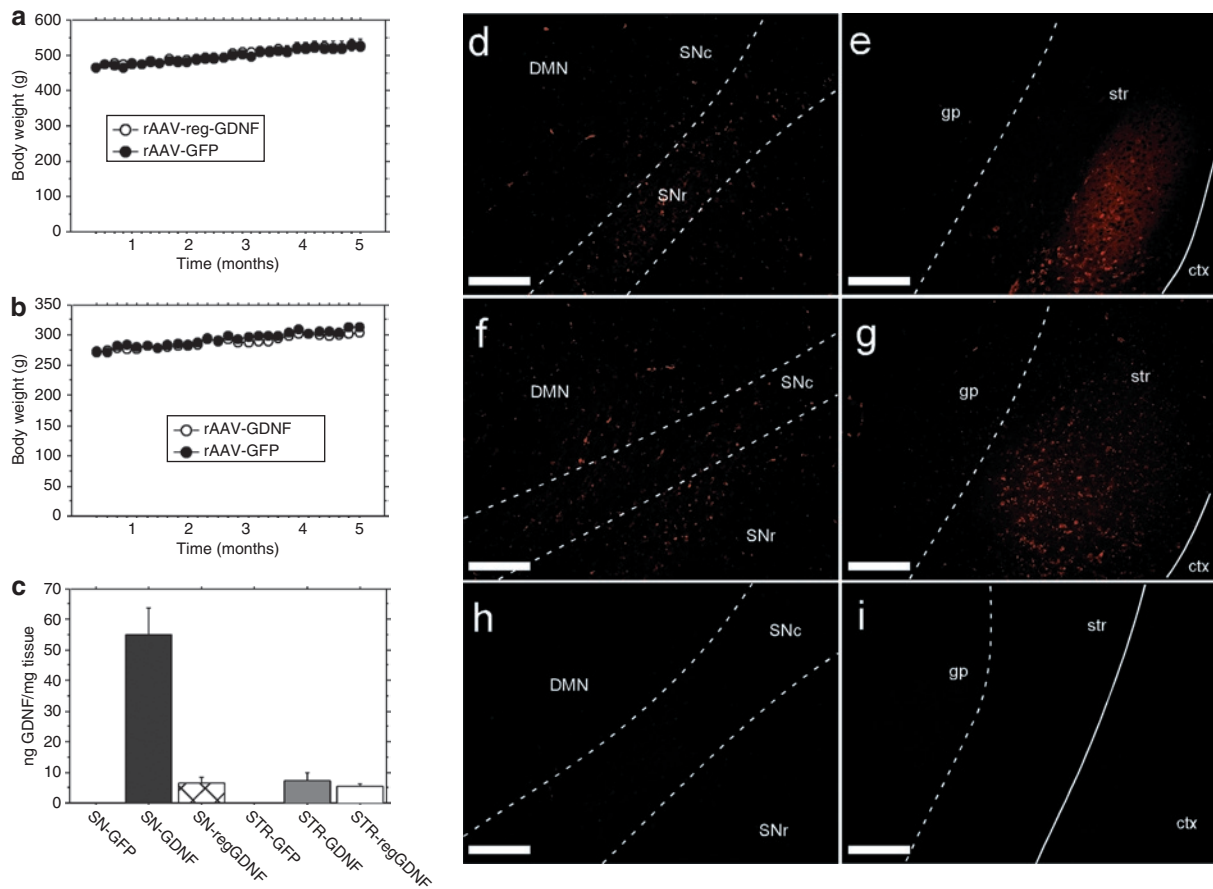 a
600
500
400
300
200
100
0
Body weight (g)
rAAV-reg-GDNF
rAAV-GFP
1 2 3 4 5
Time (months)
b
350
300
250
200
150
100
50
0
Body weight (g)
rAAV-GDNF
rAAV-GFP
1 2 3 4 5
Time (months)
c
70
60
50
40
30
20
10
0
ng GDNF/mg tissue
SN-GFP
SN-GDNF
SN-regGDNF
STR-GFP
STR-GDNF
STR-regGDNF
d
DMN
SNc
SNr
e
gp
str
ctx
f
DMN
SNc
SNr
g
gp
str
ctx
h
DMN
SNc
SNr
i
gp
str
ctx